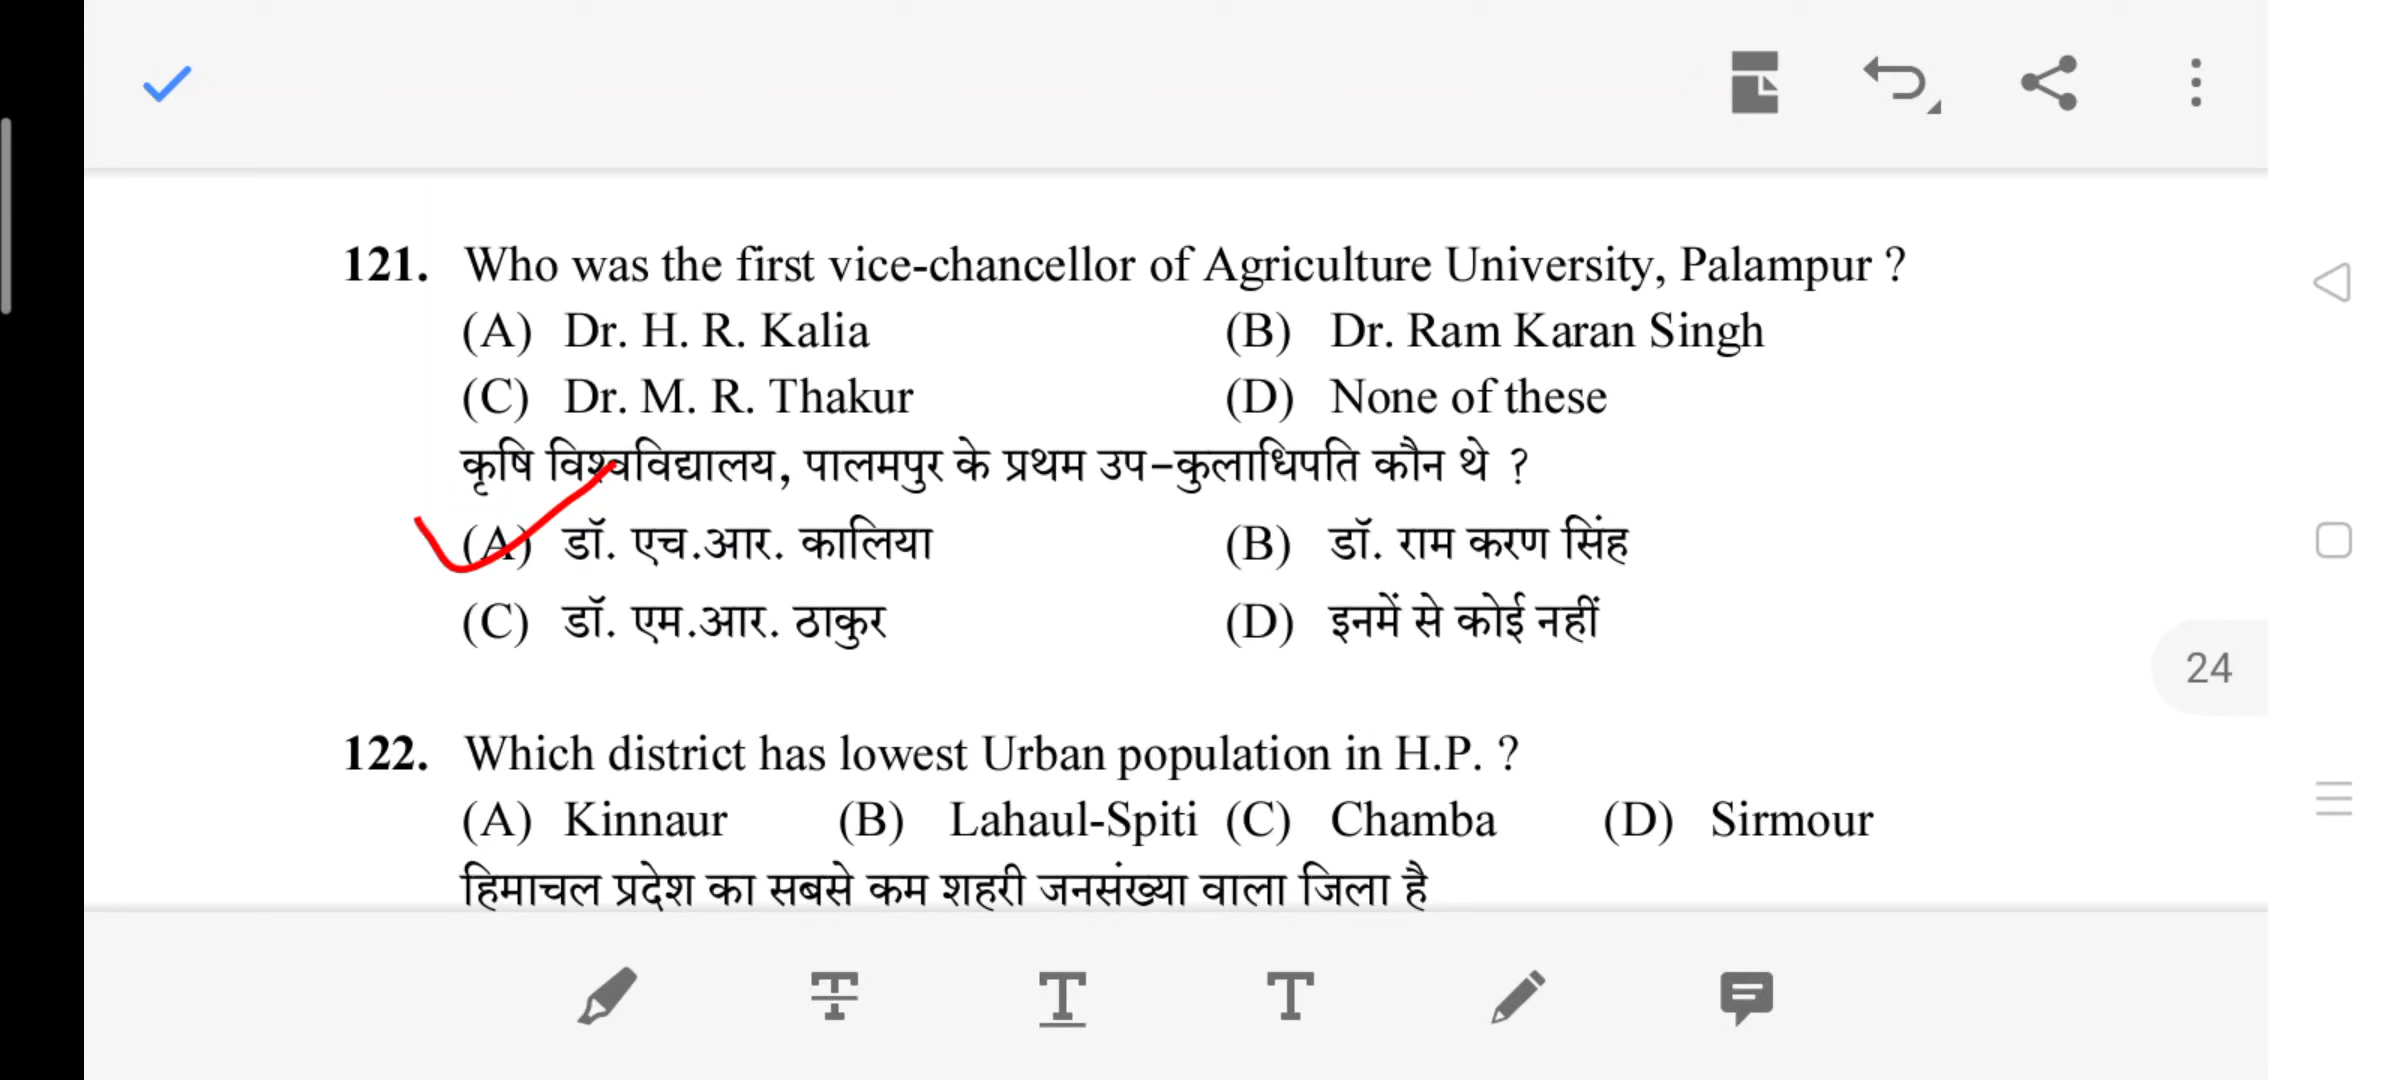 121. Who was the first vice-chancellor of Agriculture University, Palampur ?
(A) Dr. H. R. Kalia (B) Dr. Ram Karan Singh
(C) Dr. M. R. Thakur (D) None of these
कृषि विश्वविद्यालय, पालमपुर के प्रथम उप-कुलाधिपति कौन थे ?
(A) डॉ. एच.आर. कालिया (B) डॉ. राम करण सिंह
(C) डॉ. एम.आर. ठाकुर (D) इनमें से कोई नहीं
24
122. Which district has lowest Urban population in H.P. ?
(A) Kinnaur (B) Lahaul-Spiti (C) Chamba (D) Sirmour
हिमाचल प्रदेश का सबसे कम शहरी जनसंख्या वाला जिला है